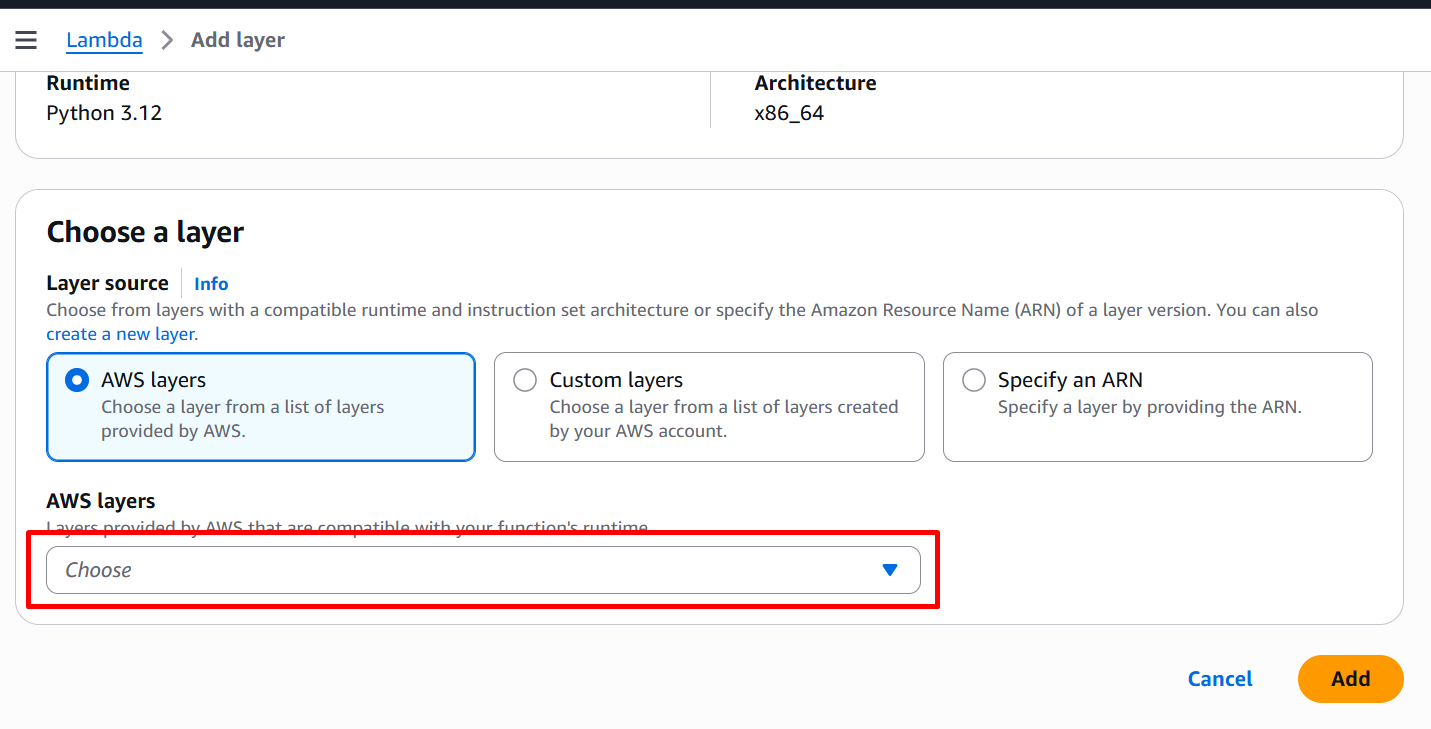 Lambda > Add layer
Runtime
Python 3.12
Architecture
x86_64
Choose a layer
Layer source Info
Choose from layers with a compatible runtime and instruction set architecture or specify the Amazon Resource Name (ARN) of a layer version. You can also
create a new layer.
AWS layers
Choose a layer from a list of layers
provided by AWS.
Custom layers
Choose a layer from a list of layers created
by your AWS account.
Specify an ARN
Specify a layer by providing the ARN.
AWS layers
Layers provided by AWS that are compatible with your function's runtime.
Choose
Cancel
Add